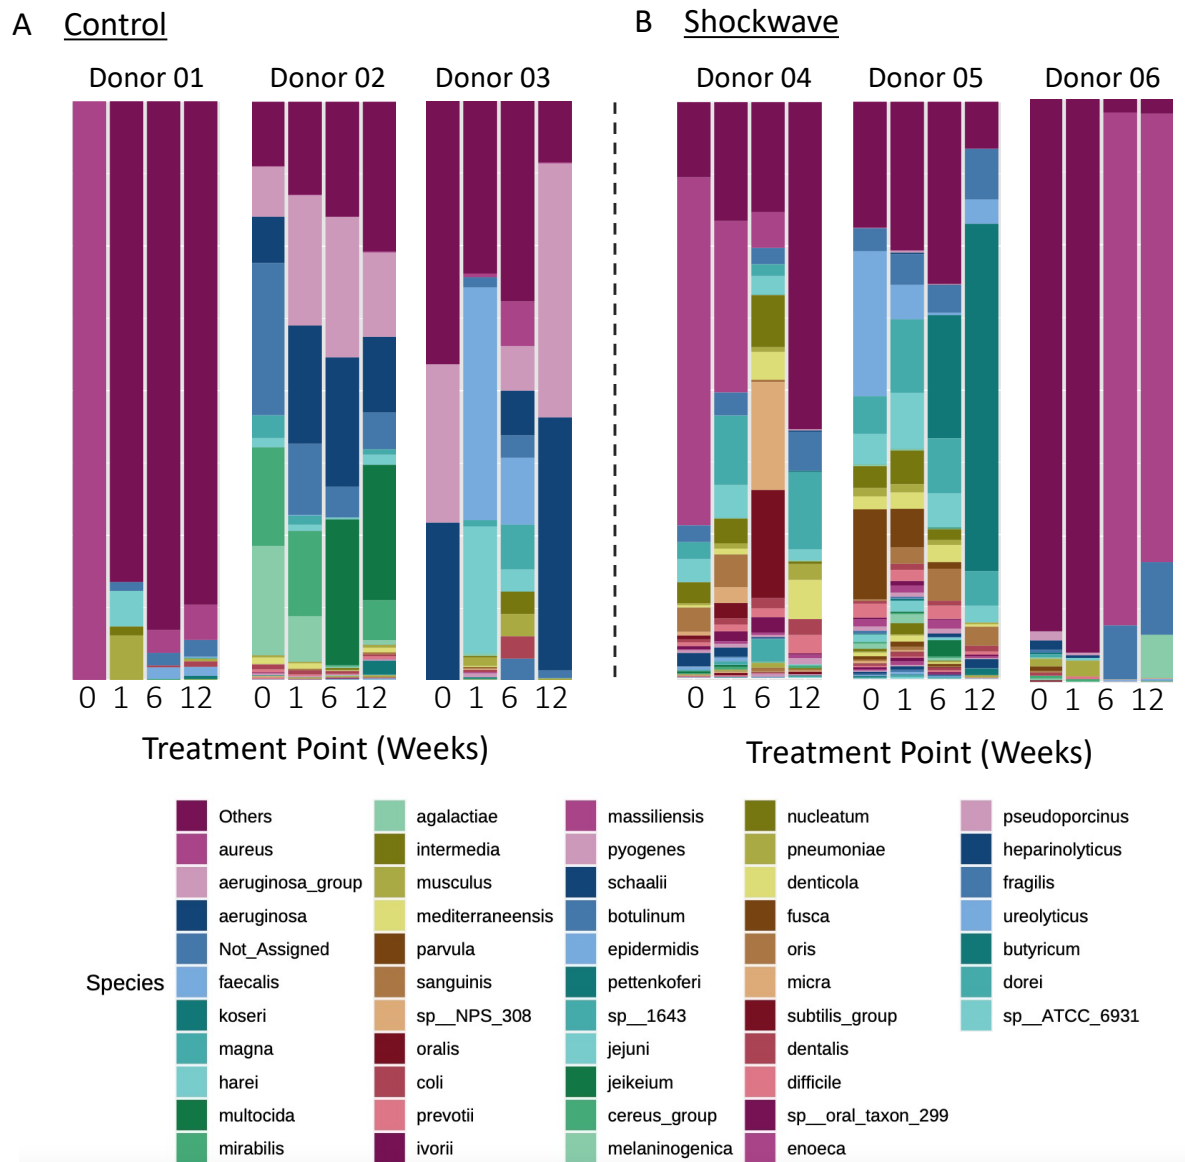 A Control
B Shockwave
Donor 01 Donor 02 Donor 03
Donor 04 Donor 05 Donor 06
0 1 6 12 0 1 6 12 0 1 6 12
0 1 6 12 0 1 6 12 0 1 6 12
Treatment Point (Weeks)
Treatment Point (Weeks)
Species
Others
aureus
aeruginosa_group
aeruginosa
Not_Assigned
faecalis
koseri
magna
harei
multocida
mirabilis
agalactiae
intermedia
musculus
mediterraneensis
parvula
sanguinis
sp__NPS_308
oralis
coli
prevotii
ivorii
massiliensis
pyogenes
schaalii
botulinum
epidermidis
pettenkoferi
sp__1643
jejuni
jeikeium
cereus_group
melaninogenica
nucleatum
pneumoniae
denticola
fusca
oris
micra
subtilis_group
dentalis
difficile
sp__oral_taxon_299
enoeca
pseudoporcinus
heparinolyticus
fragilis
ureolyticus
butyricum
dorei
sp__ATCC_6931